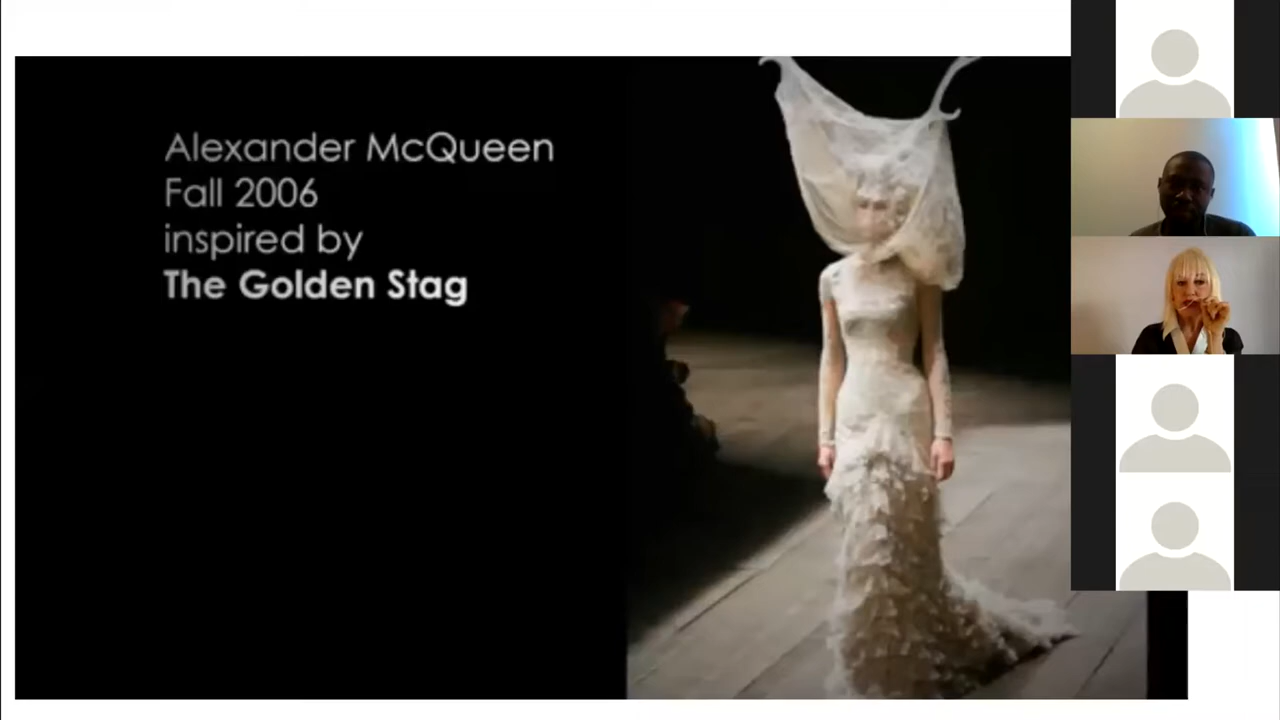 Alexander McQueen
Fall 2006
inspired by
The Golden Stag